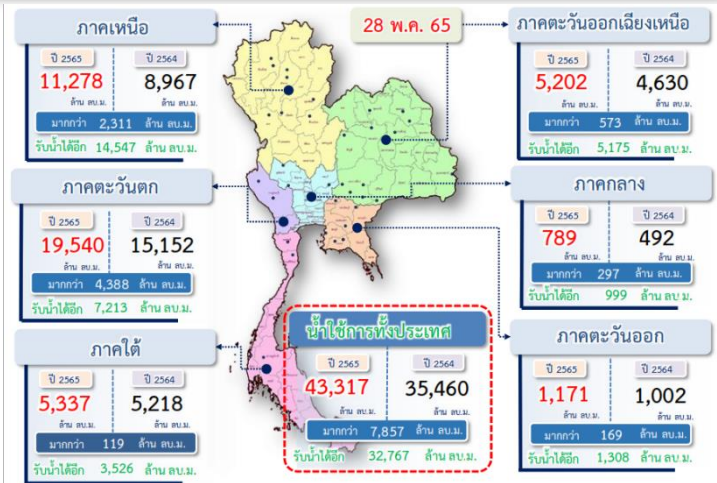 ภาคเหนือ
ปี 2565 ปี 2564
11,278 8,967
ล้าน ลบ.ม. ล้าน ลบ.ม.
มากกว่า 2,311 ล้าน ลบ.ม.
รับน้ำได้อีก 14,547 ล้าน ลบ.ม.
28 พ.ค. 65
ภาคตะวันออกเฉียงเหนือ
ปี 2565 ปี 2564
5,202 4,630
ล้าน ลบ.ม. ล้าน ลบ.ม.
มากกว่า 573 ล้าน ลบ.ม.
รับน้ำได้อีก 5,175 ล้าน ลบ.ม.
ภาคตะวันตก
ปี 2565 ปี 2564
19,540 15,152
ล้าน ลบ.ม. ล้าน ลบ.ม.
มากกว่า 4,388 ล้าน ลบ.ม.
รับน้ำได้อีก 7,213 ล้าน ลบ.ม.
ภาคกลาง
ปี 2565 ปี 2564
789 492
ล้าน ลบ.ม. ล้าน ลบ.ม.
มากกว่า 297 ล้าน ลบ.ม.
รับน้ำได้อีก 999 ล้าน ลบ.ม.
ภาคใต้
ปี 2565 ปี 2564
5,337 5,218
ล้าน ลบ.ม. ล้าน ลบ.ม.
มากกว่า 119 ล้าน ลบ.ม.
รับน้ำได้อีก 3,526 ล้าน ลบ.ม.
น้ำใช้การทั้งประเทศ
ปี 2565 ปี 2564
43,317 35,460
ล้าน ลบ.ม. ล้าน ลบ.ม.
มากกว่า 7,857 ล้าน ลบ.ม.
รับน้ำได้อีก 32,767 ล้าน ลบ.ม.
ภาคตะวันออก
ปี 2565 ปี 2564
1,171 1,002
ล้าน ลบ.ม. ล้าน ลบ.ม.
มากกว่า 169 ล้าน ลบ.ม.
รับน้ำได้อีก 1,308 ล้าน ลบ.ม.